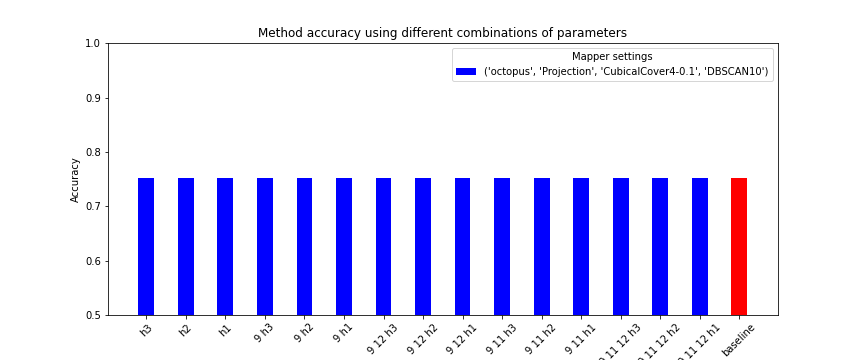 Method accuracy using different combinations of parameters
1.0
0.9
0.8
0.7
0.6
0.5
Accuracy
Mapper settings
('octopus', 'Projection', 'CubicalCover4-0.1', 'DBSCAN10')
h3
h2
h1
9 h3
9 h2
9 h1
9 12 h3
9 12 h2
9 12 h1
9 11 h3
9 11 h2
9 11 h1
9 11 12 h3
9 11 12 h2
9 11 12 h1
baseline